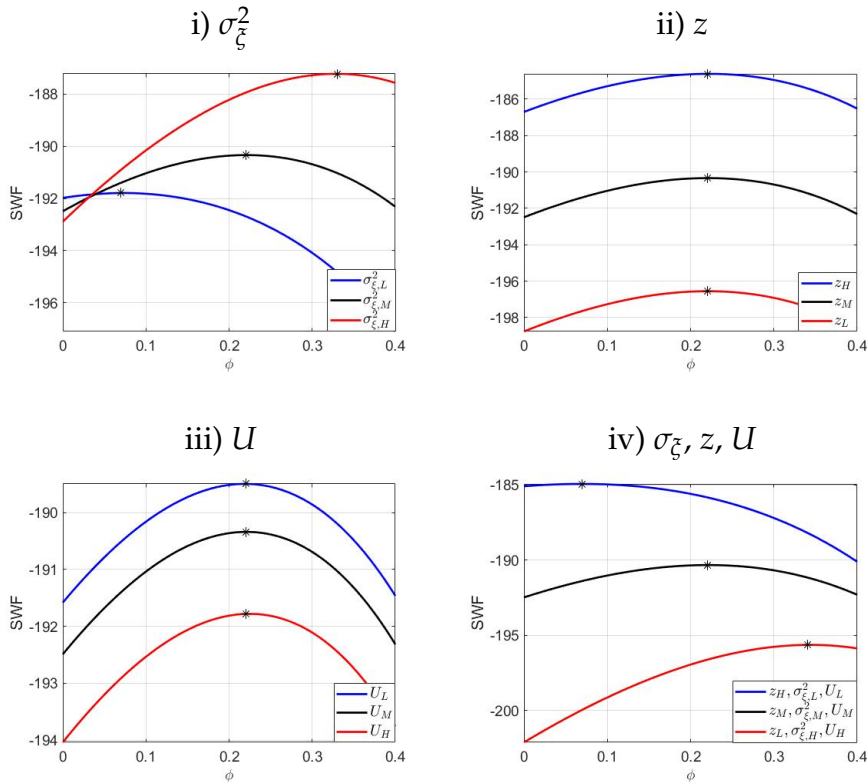 i) σ²_ξ
-188
-190
-192
-194
-196
SWF
0 0.1 0.2 0.3 0.4
ϕ
σ²_ξ,L
σ²_ξ,M
σ²_ξ,H
ii) z
-186
-188
-190
-192
-194
-196
-198
SWF
0 0.1 0.2 0.3 0.4
ϕ
z_H
z_M
z_L
iii) U
-190
-191
-192
-193
-194
SWF
0 0.1 0.2 0.3 0.4
ϕ
U_L
U_M
U_H
iv) σ_ξ, z, U
-185
-190
-195
-200
SWF
0 0.1 0.2 0.3 0.4
ϕ
z_H, σ²_ξ,L, U_L
z_M, σ²_ξ,M, U_M
z_L, σ²_ξ,H, U_H